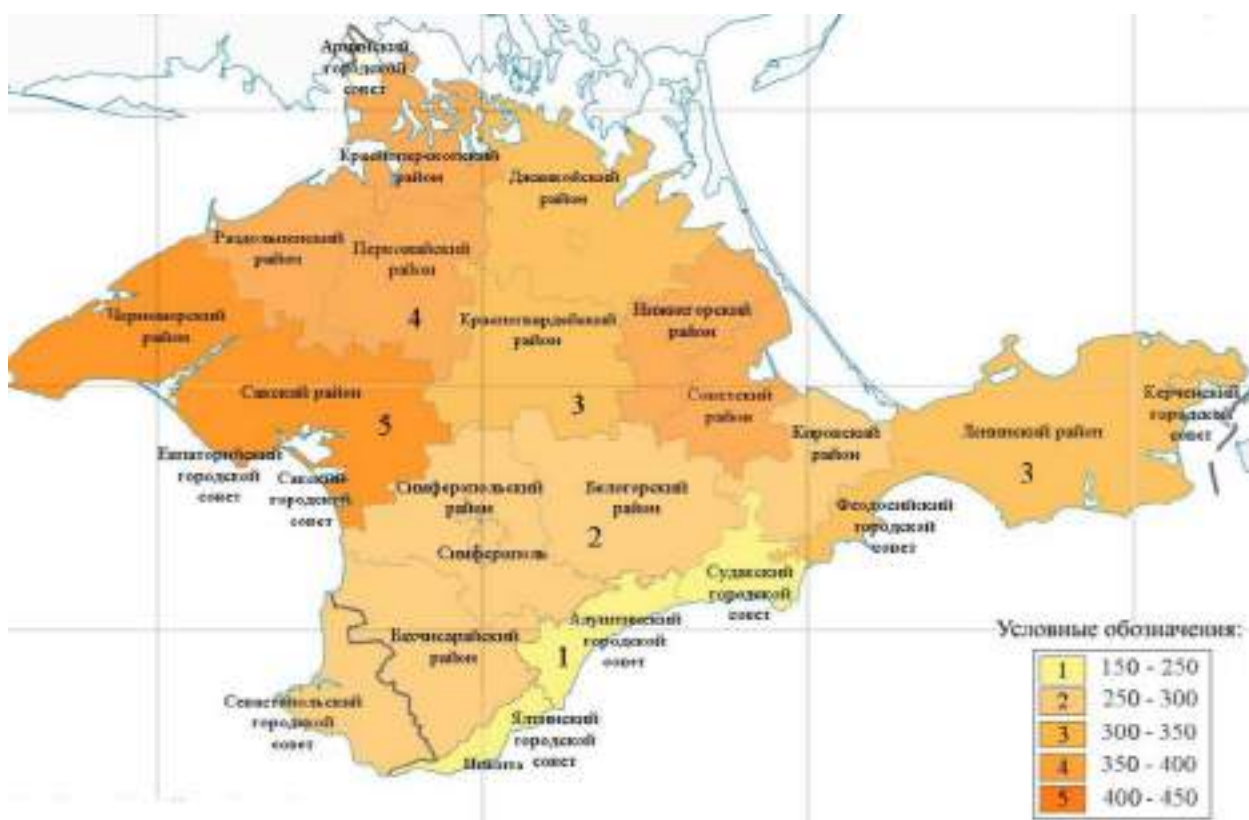 Армянский
городской
совет
Красноперекопский
район
Джанкойский
район
Раздольненский
район
Первомайский
район
Черноморский
район
4
Красногвардейский
район
Нижнегорский
район
Сакский район
5
3
Советский
район
Кировский
район
Ленинский район
3
Керченский
городской
совет
Евпаторийский
городской
совет
Сакский
городской
совет
Симферопольский
район
Белогорский
район
2
Феодосийский
городской
совет
Симферополь
Судакский
городской
совет
Бахчисарайский
район
1
Алуштинский
городской
совет
Севастопольский
городской
совет
Ялтинский
городской
совет
Никита
Условные обозначения:
1 150 - 250
2 250 - 300
3 300 - 350
4 350 - 400
5 400 - 450